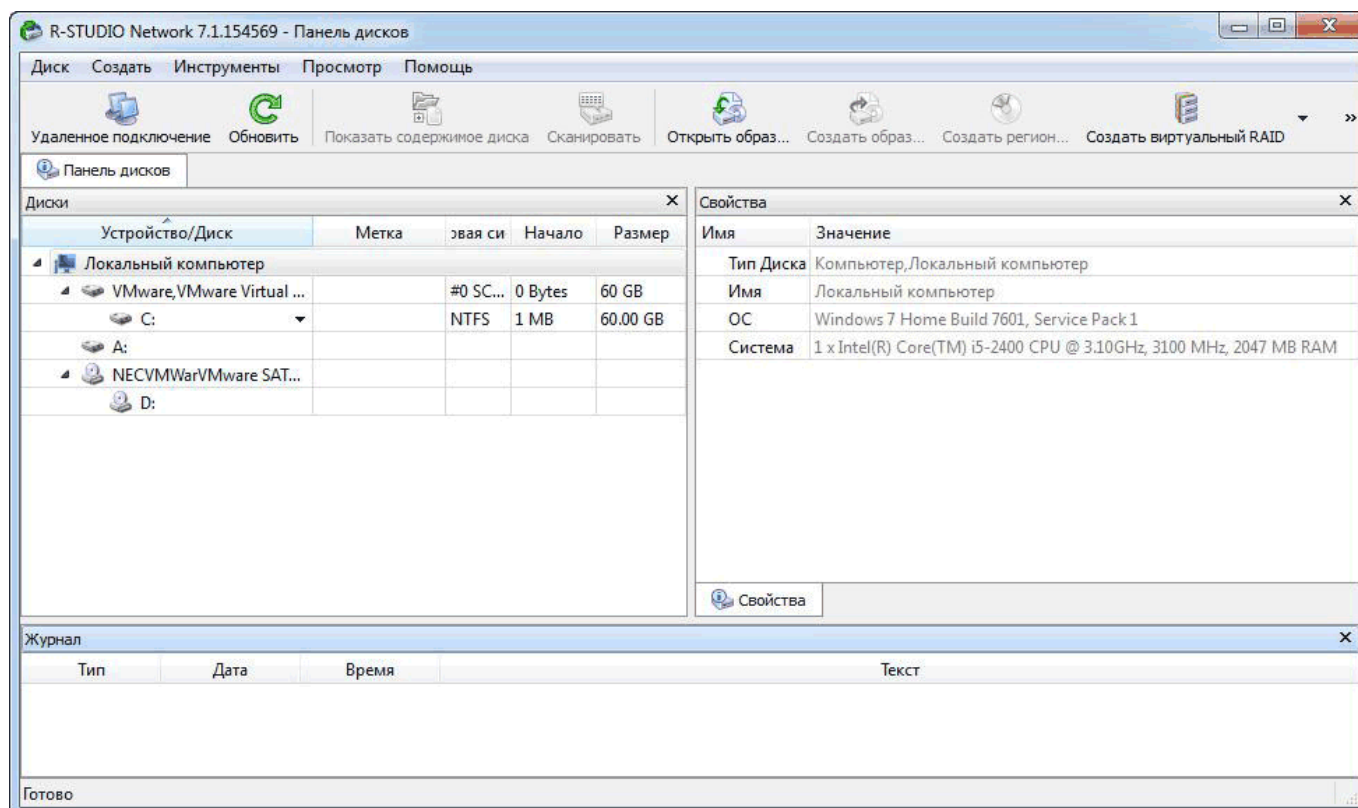 R-STUDIO Network 7.1.154569 - Панель дисков
Диск Создать Инструменты Просмотр Помощь
Удаленное подключение Обновить Показать содержимое диска Сканировать Открыть образ... Создать образ... Создать регион... Создать виртуальный RAID »
Панель дисков
Диски
Устройство/Диск Метка овая си Начало Размер
Локальный компьютер
VMware,VMware Virtual ... #0 SC... 0 Bytes 60 GB
C: NTFS 1 MB 60.00 GB
A:
NECVMWarVMware SAT...
D:
Свойства
Имя Значение
Тип Диска Компьютер,Локальный компьютер
Имя Локальный компьютер
ОС Windows 7 Home Build 7601, Service Pack 1
Система 1 x Intel(R) Core(TM) i5-2400 CPU @ 3.10GHz, 3100 MHz, 2047 MB RAM
Свойства
Журнал
Тип Дата Время Текст
Готово